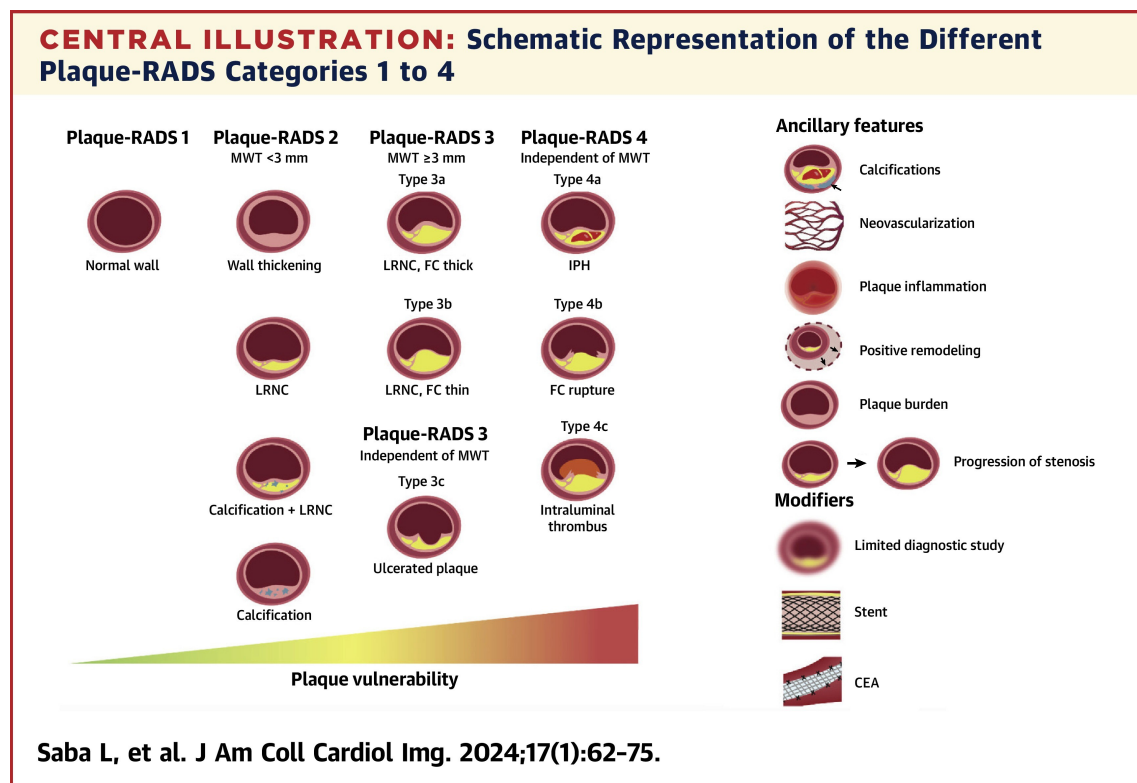 CENTRAL ILLUSTRATION: Schematic Representation of the Different
Plaque-RADS Categories 1 to 4
Plaque-RADS 1
Normal wall
Plaque-RADS 2
MWT <3 mm
Wall thickening
LRNC
Calcification + LRNC
Calcification
Plaque-RADS 3
MWT ≥3 mm
Type 3a
LRNC, FC thick
Type 3b
LRNC, FC thin
Plaque-RADS 3
Independent of MWT
Type 3c
Ulcerated plaque
Plaque-RADS 4
Independent of MWT
Type 4a
IPH
Type 4b
FC rupture
Type 4c
Intraluminal
thrombus
Plaque vulnerability
Ancillary features
Calcifications
Neovascularization
Plaque inflammation
Positive remodeling
Plaque burden
Progression of stenosis
Modifiers
Limited diagnostic study
Stent
CEA
Saba L, et al. J Am Coll Cardiol Img. 2024;17(1):62–75.